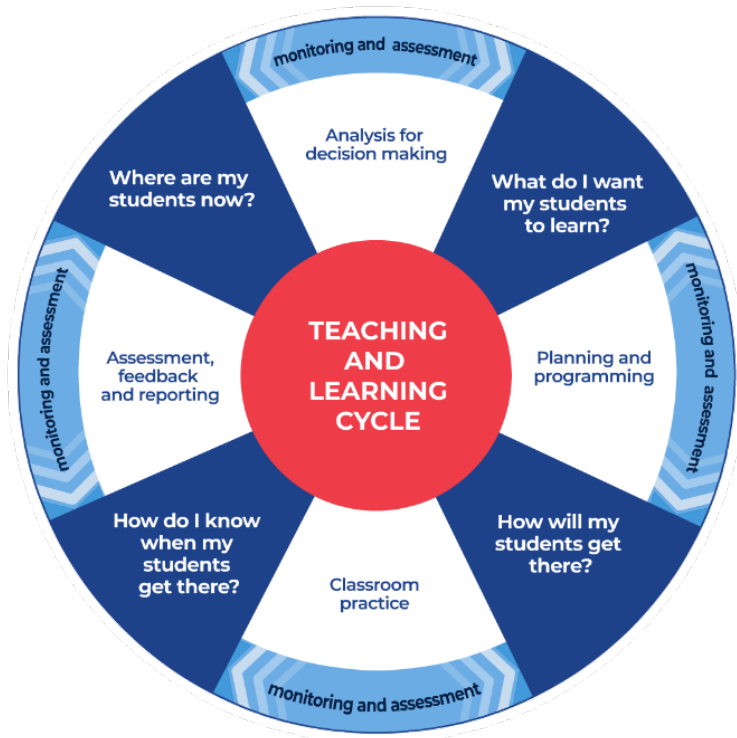 monitoring and assessment
Analysis for
decision making
Where are my
students now?
What do I want
my students
to learn?
monitoring and assessment
monitoring and assessment
TEACHING
AND
LEARNING
CYCLE
Assessment,
feedback
and reporting
Planning and
programming
How do I know
when my
students
get there?
How will my
students get
there?
Classroom
practice
monitoring and assessment